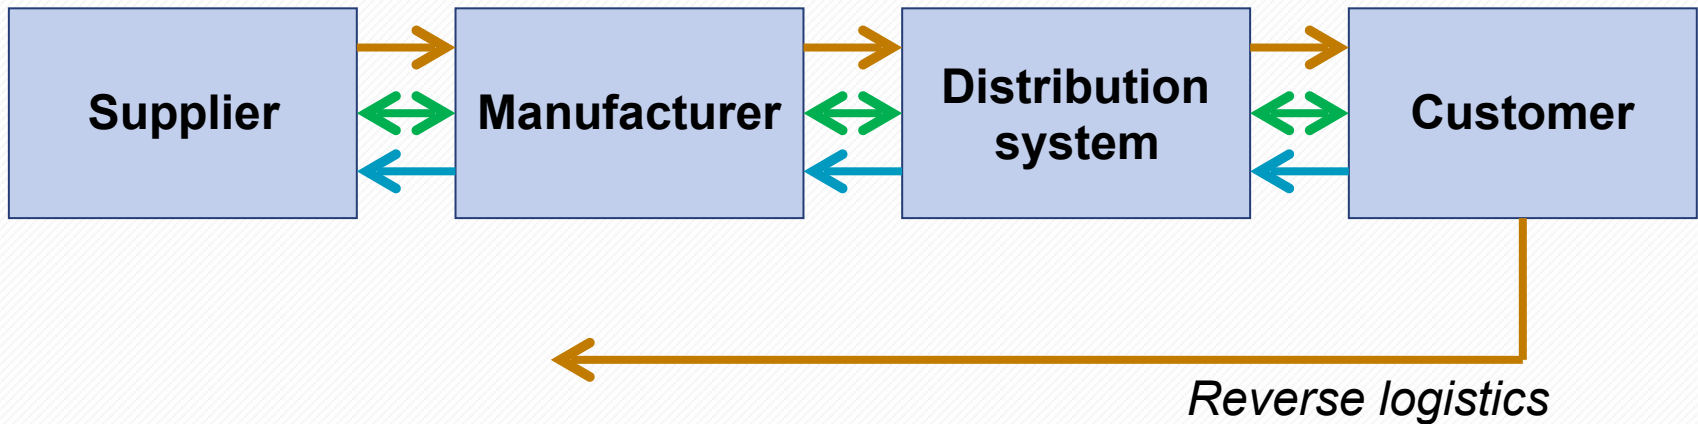 Supplier
Manufacturer
Distribution
system
Customer
Reverse logistics